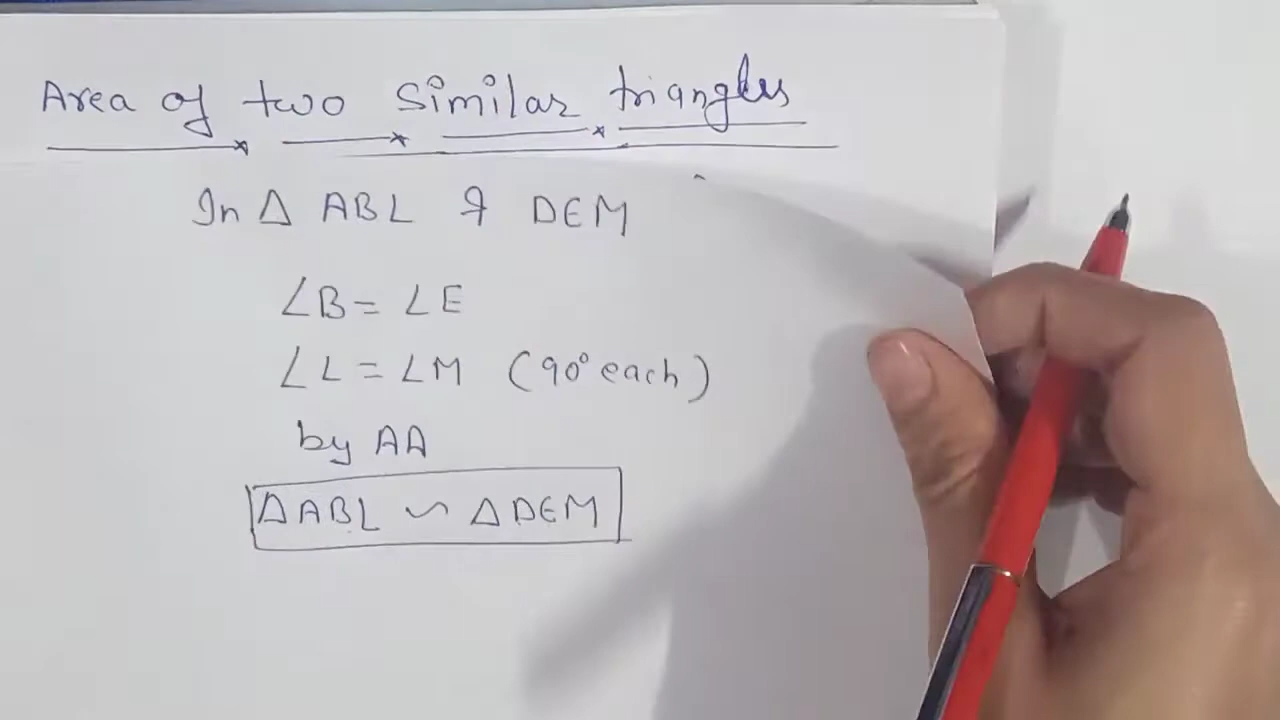 Area of two Similar triangles
In Δ ABL & DEM
∠B = ∠E
∠L = ∠M (90° each)
by AA
Δ ABL ~ Δ DEM